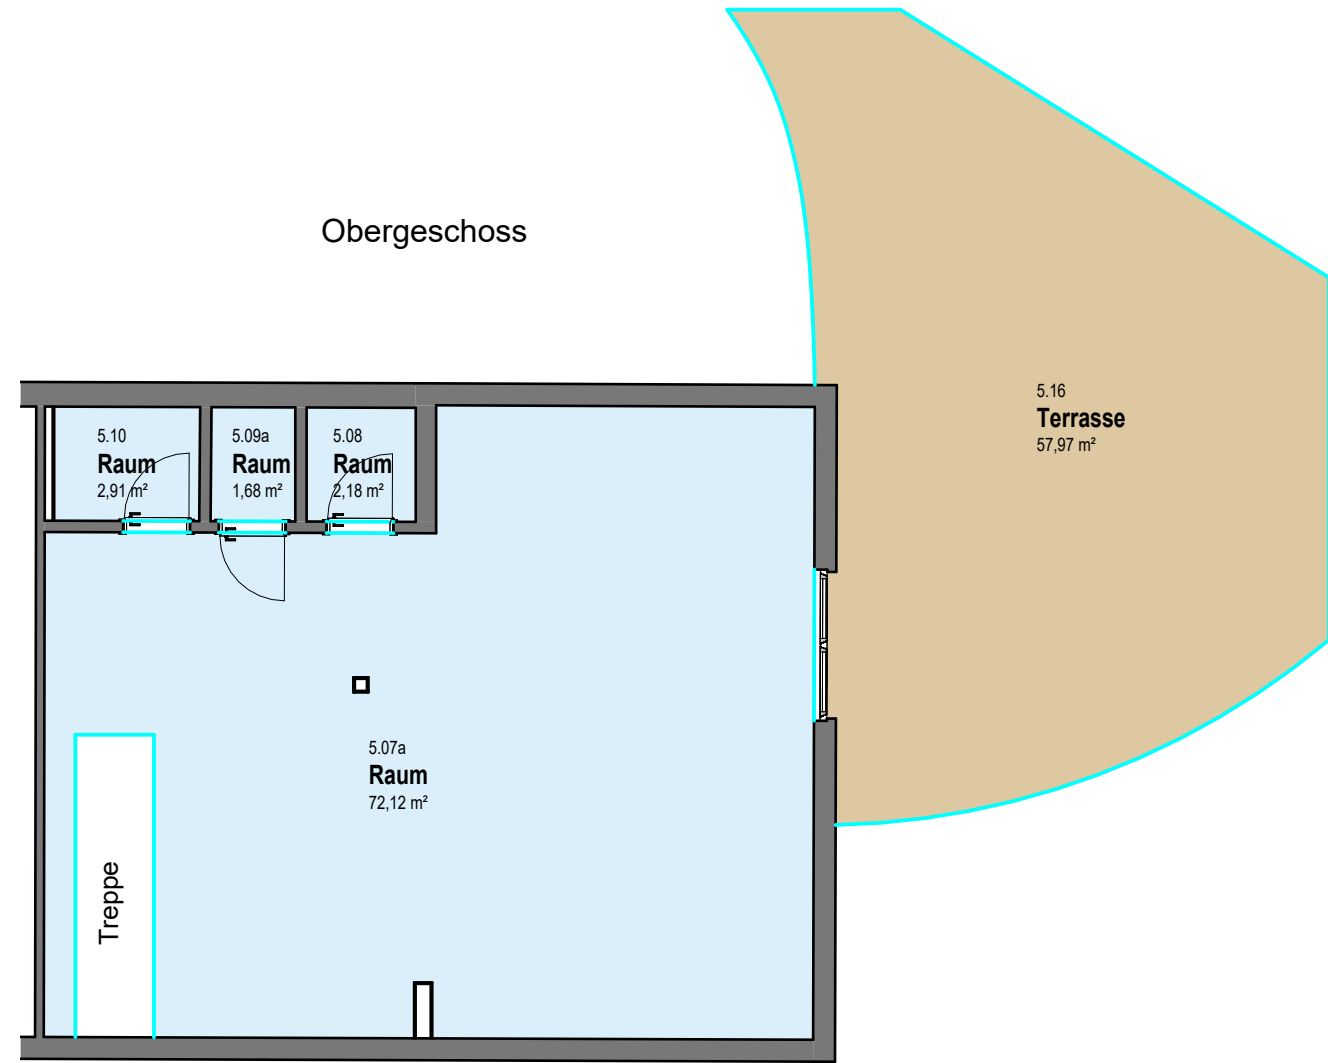 Obergeschoss
5.16
Terrasse
57,97 m²
5.10
Raum
2,91 m²
5.09a
Raum
1,68 m²
5.08
Raum
2,18 m²
5.07a
Raum
72,12 m²
Treppe